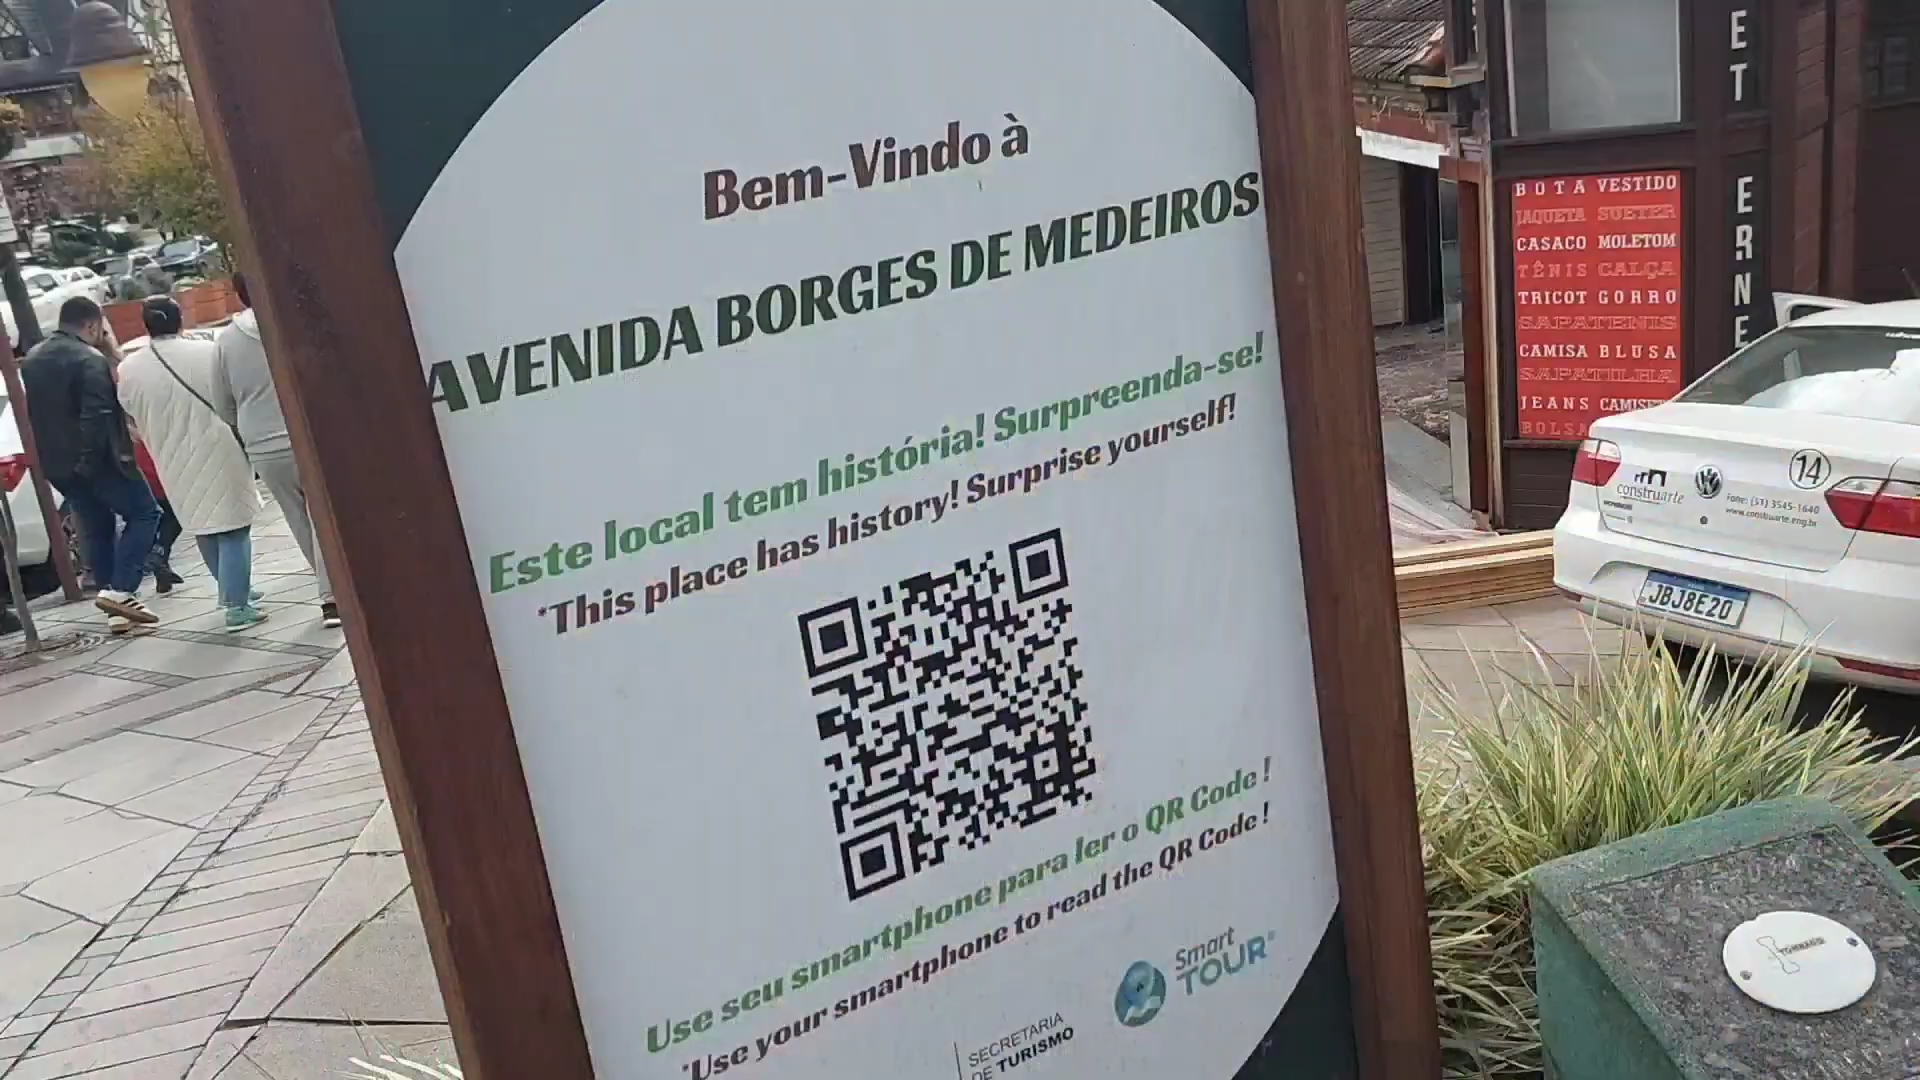 Bem-Vindo à
AVENIDA BORGES DE MEDEIROS
Este local tem história! Surpreenda-se!
*This place has history! Surprise yourself!
Use seu smartphone para ler o QR Code !
*Use your smartphone to read the QR Code !
SECRETARIA
DE TURISMO
Smart
TOUR
ET ERNE
BOTA VESTIDO
JAQUETA SUETER
CASACO MOLETOM
TÊNIS CALÇA
TRICOT GORRO
SAPATENIS
CAMISA BLUSA
SAPATILHA
JEANS
BOLSA
14
construarte
Fone: (51) 3545-1640
www.construarte.eng.br
JBJ8E20